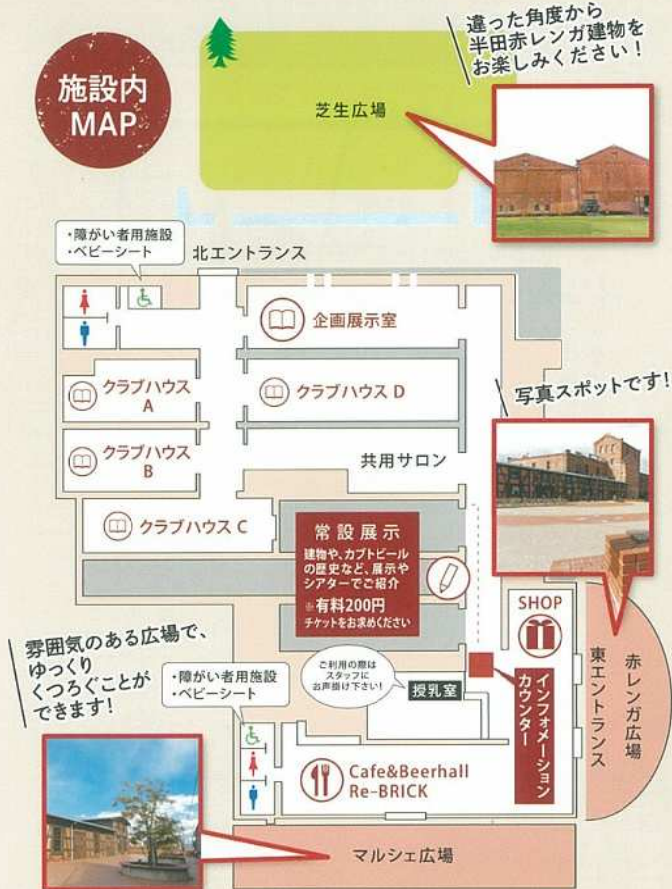 施設内
MAP
違った角度から
半田赤レンガ建物を
お楽しみください！
芝生広場
・障がい者用施設
・ベビーシート
北エントランス
企画展示室
クラブハウス
A
クラブハウス D
写真スポットです！
クラブハウス
B
共用サロン
クラブハウス C
常設展示
建物や、カブトビール
の歴史など、展示や
シアターでご紹介
※有料200円
チケットをお求めください
SHOP
インフォメーション
カウンター
東エントランス
赤レンガ広場
雰囲気のある広場で、
ゆっくり
くつろぐことが
できます！
・障がい者用施設
・ベビーシート
ご利用の際は
スタッフに
お声掛け下さい！
授乳室
Cafe&Beerhall
Re-BRICK
マルシェ広場